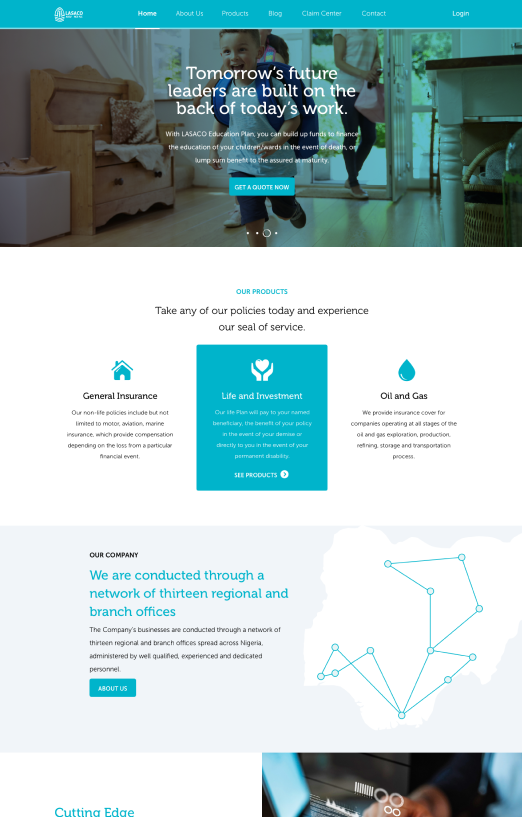 LASACO
Home
About Us
Products
Blog
Claim Center
Contact
Login
Tomorrow's future
leaders are built on the
back of today's work.
With LASACO Education Plan, you can build up funds to finance
the education of your children/wards in the event of death, or
lump sum benefit to the assured at maturity.
GET A QUOTE NOW
OUR PRODUCTS
Take any of our policies today and experience
our seal of service.
General Insurance
Our non-life policies include but not
limited to motor, aviation, marine
insurance, which provide compensation
depending on the loss from a particular
financial event.
Life and Investment
Our life Plan will pay to your named
beneficiary, the benefit of your policy
in the event of your demise or
directly to you in the event of your
permanent disability.
SEE PRODUCTS
Oil and Gas
We provide insurance cover for
companies operating at all stages of the
oil and gas exploration, production,
refining, storage and transportation
process.
OUR COMPANY
We are conducted through a
network of thirteen regional and
branch offices
The Company's businesses are conducted through a network of
thirteen regional and branch offices spread across Nigeria,
administered by well qualified, experienced and dedicated
personnel.
ABOUT US
Cutting Edge